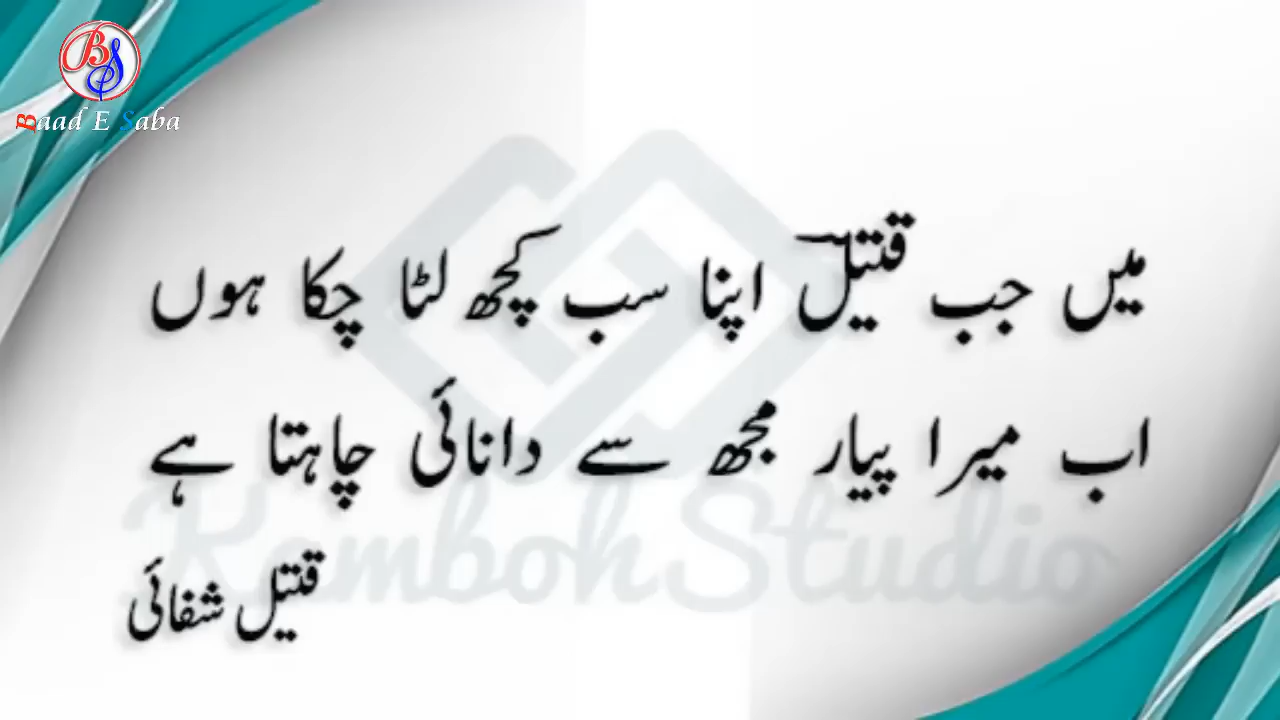 BS
Baad E Saba
میں جب قتیلؔ اپنا سب کچھ لٹا چکا ہوں
اب میرا پیار مجھ سے دانائی چاہتا ہے
Kamboh Studio
قتیل شفائی